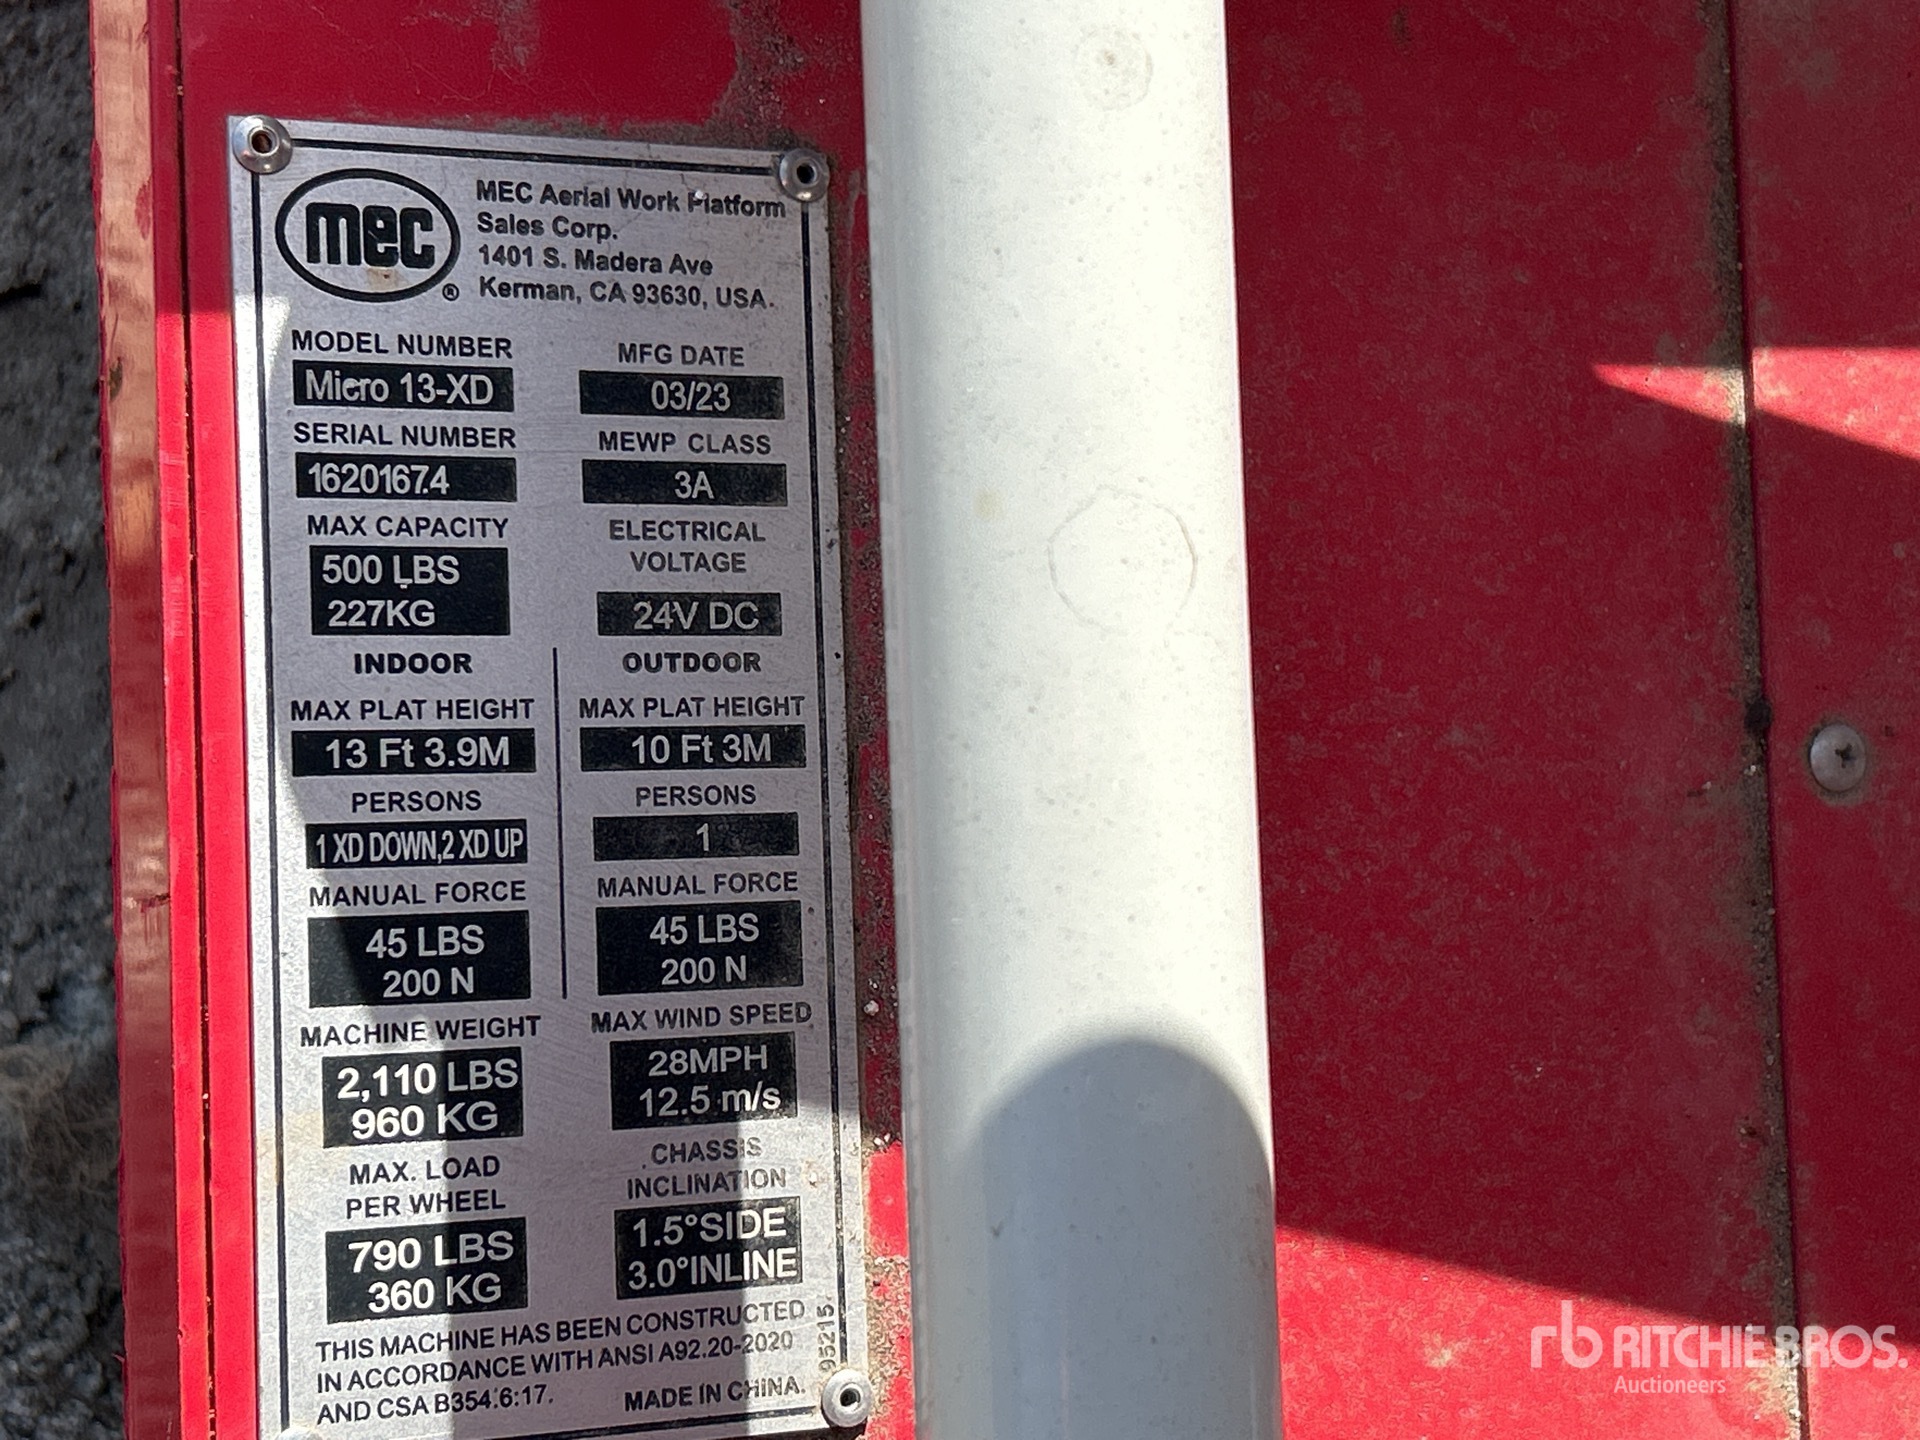 mec
®
MEC Aerial Work Platform
Sales Corp.
1401 S. Madera Ave
Kerman, CA 93630, USA.
MODEL NUMBER
Micro 13-XD
MFG DATE
03/23
SERIAL NUMBER
16201674
MEWP CLASS
3A
MAX CAPACITY
500 LBS
227KG
ELECTRICAL
VOLTAGE
24V DC
INDOOR
MAX PLAT HEIGHT
13 Ft 3.9M
PERSONS
1 XD DOWN,2 XD UP
MANUAL FORCE
45 LBS
200 N
OUTDOOR
MAX PLAT HEIGHT
10 Ft 3M
PERSONS
1
MANUAL FORCE
45 LBS
200 N
MACHINE WEIGHT
2,110 LBS
960 KG
MAX WIND SPEED
28MPH
12.5 m/s
MAX. LOAD
PER WHEEL
790 LBS
360 KG
CHASSIS
INCLINATION
1.5°SIDE
3.0°INLINE
THIS MACHINE HAS BEEN CONSTRUCTED
IN ACCORDANCE WITH ANSI A92.20-2020
AND CSA B354.6:17.
MADE IN CHINA.
95215
rb RITCHIE BROS.
Auctioneers